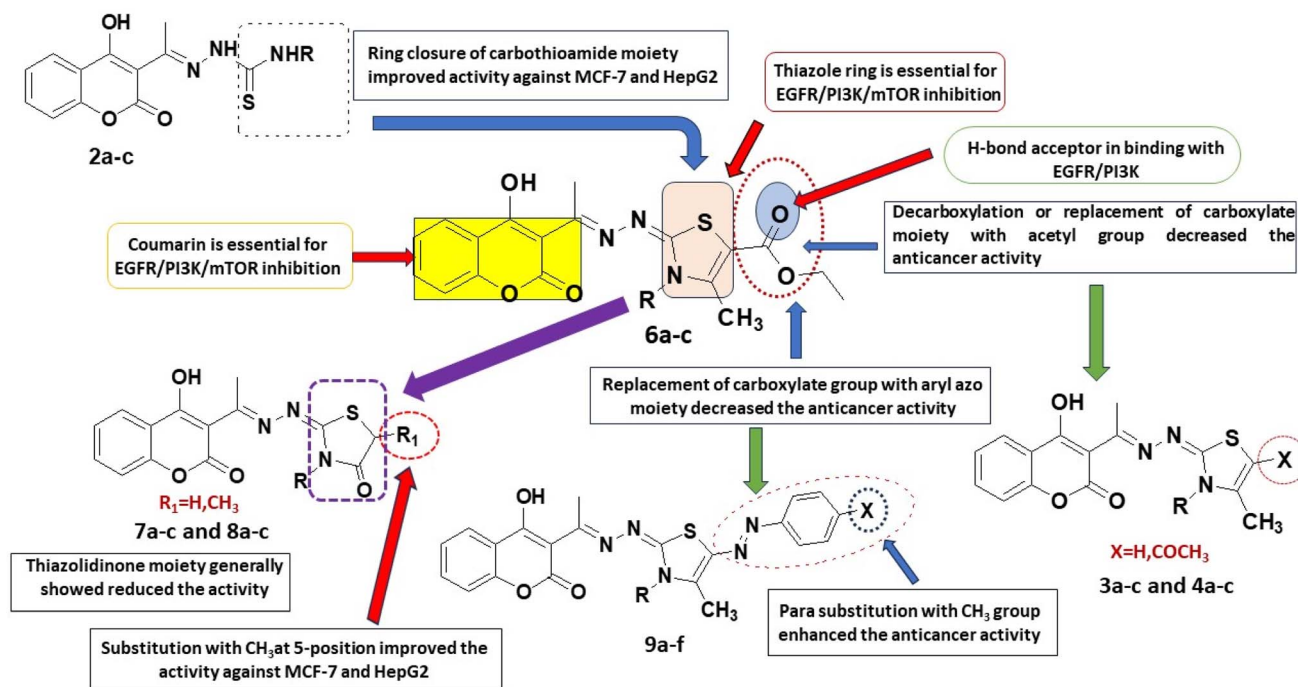 OH
NH
NHR
N
S
O
O
2a-c
Ring closure of carbothioamide moiety
improved activity against MCF-7 and HepG2
Thiazole ring is essential for
EGFR/PI3K/mTOR inhibition
H-bond acceptor in binding with
EGFR/PI3K
Decarboxylation or replacement of carboxylate
moiety with acetyl group decreased the
anticancer activity
Coumarin is essential for
EGFR/PI3K/mTOR inhibition
OH
N
N
S
O
O
O
O
N
R
CH3
6a-c
Replacement of carboxylate group with aryl azo
moiety decreased the anticancer activity
OH
N
N
S
R1
N
R
O
O
O
R1=H,CH3
7a-c and 8a-c
Thiazolidinone moiety generally
showed reduced the activity
Substitution with CH3at 5-position improved the
activity against MCF-7 and HepG2
OH
N
N
S
N
N
X
N
R
CH3
O
O
9a-f
Para substitution with CH3 group
enhanced the anticancer activity
OH
N
N
S
X
N
R
CH3
O
O
X=H,COCH3
3a-c and 4a-c